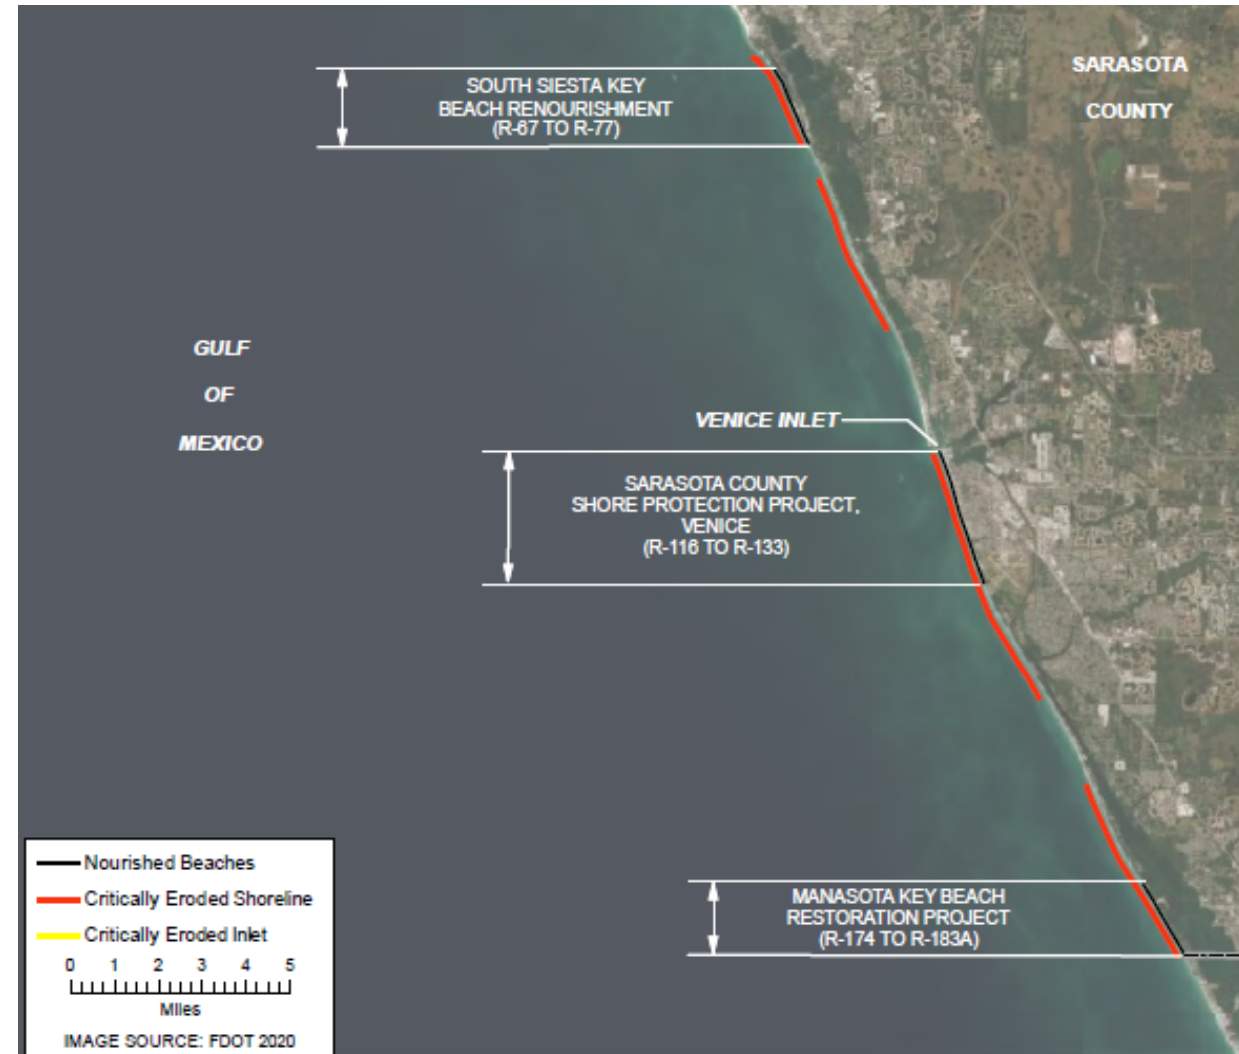 SARASOTA
COUNTY
SOUTH SIESTA KEY
BEACH RENOURISHMENT
(R-67 TO R-77)
GULF
OF
MEXICO
VENICE INLET
SARASOTA COUNTY
SHORE PROTECTION PROJECT,
VENICE
(R-116 TO R-133)
MANASOTA KEY BEACH
RESTORATION PROJECT
(R-174 TO R-183A)
Nourished Beaches
Critically Eroded Shoreline
Critically Eroded Inlet
0 1 2 3 4 5
Miles
IMAGE SOURCE: FDOT 2020